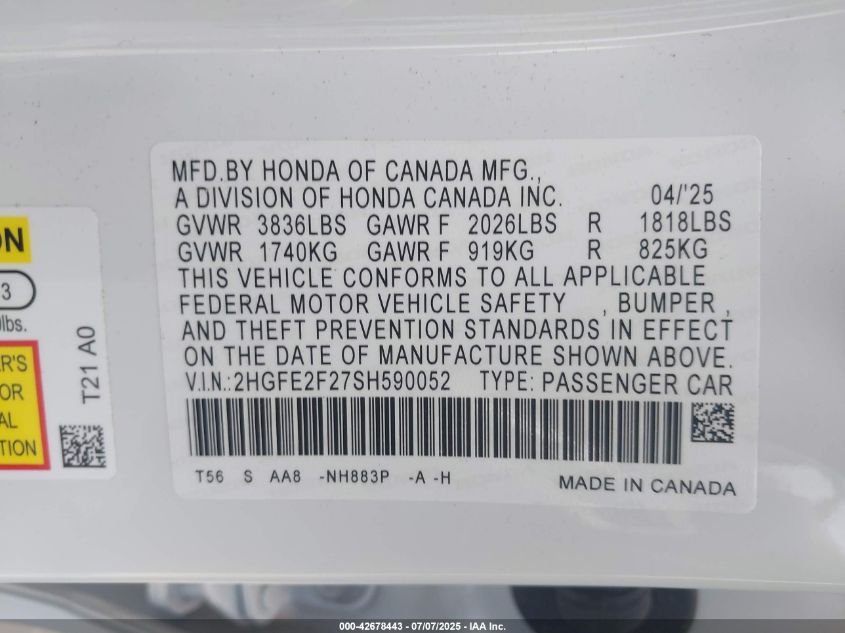 MFD.BY HONDA OF CANADA MFG.,
A DIVISION OF HONDA CANADA INC. 04/'25
GVWR 3836LBS GAWR F 2026LBS R 1818LBS
GVWR 1740KG GAWR F 919KG R 825KG
THIS VEHICLE CONFORMS TO ALL APPLICABLE
FEDERAL MOTOR VEHICLE SAFETY , BUMPER ,
AND THEFT PREVENTION STANDARDS IN EFFECT
ON THE DATE OF MANUFACTURE SHOWN ABOVE.
V.I.N.:2HGFE2F27SH590052 TYPE: PASSENGER CAR
T56 S AA8 -NH883P -A -H
MADE IN CANADA
ON
3
lbs.
R'S
OR
AL
TION
T21 A0
000-42678443 - 07/07/2025 - IAA Inc.